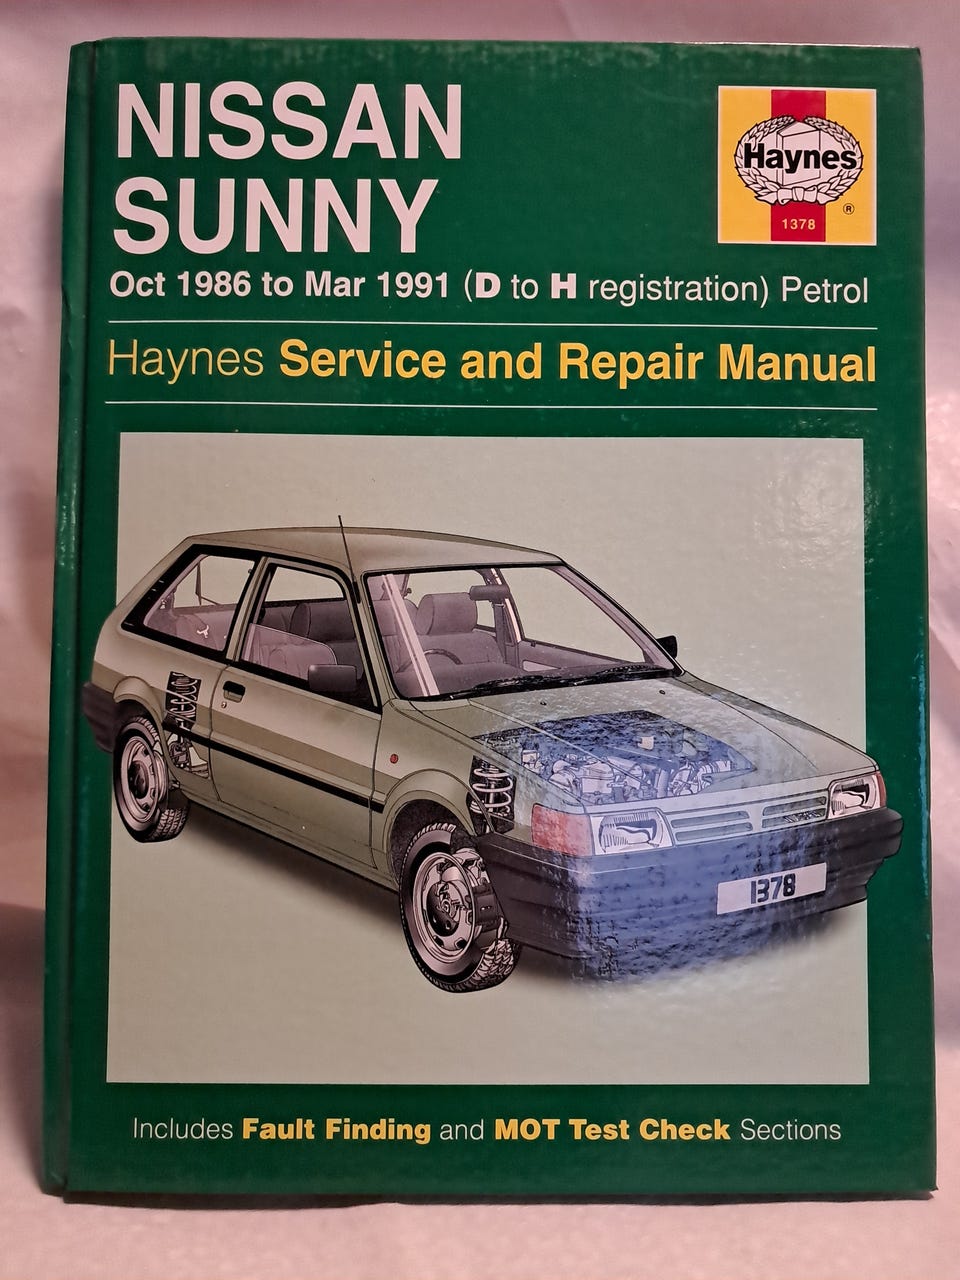 NISSAN
SUNNY
Haynes
®
1378
Oct 1986 to Mar 1991 (D to H registration) Petrol
Haynes Service and Repair Manual
1378
Includes Fault Finding and MOT Test Check Sections